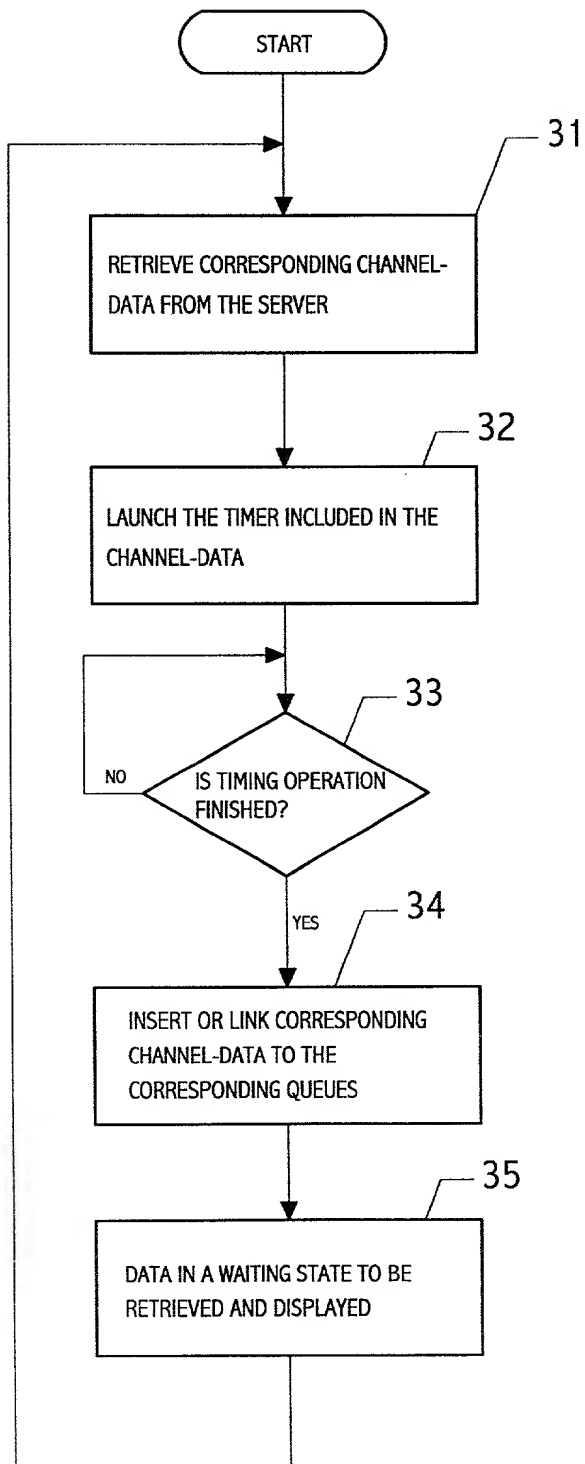 START
31
RETRIEVE CORRESPONDING CHANNEL-
DATA FROM THE SERVER
32
LAUNCH THE TIMER INCLUDED IN THE
CHANNEL-DATA
33
IS TIMING OPERATION
FINISHED?
NO
YES
34
INSERT OR LINK CORRESPONDING
CHANNEL-DATA TO THE
CORRESPONDING QUEUES
35
DATA IN A WAITING STATE TO BE
RETRIEVED AND DISPLAYED